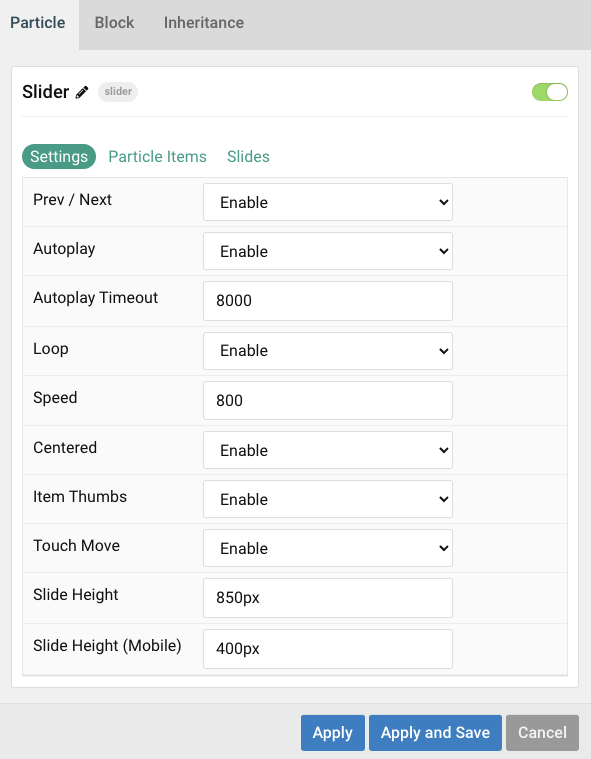 Particle Block Inheritance
Slider slider
Settings Particle Items Slides
Prev / Next Enable
Autoplay Enable
Autoplay Timeout 8000
Loop Enable
Speed 800
Centered Enable
Item Thumbs Enable
Touch Move Enable
Slide Height 850px
Slide Height (Mobile) 400px
Apply Apply and Save Cancel